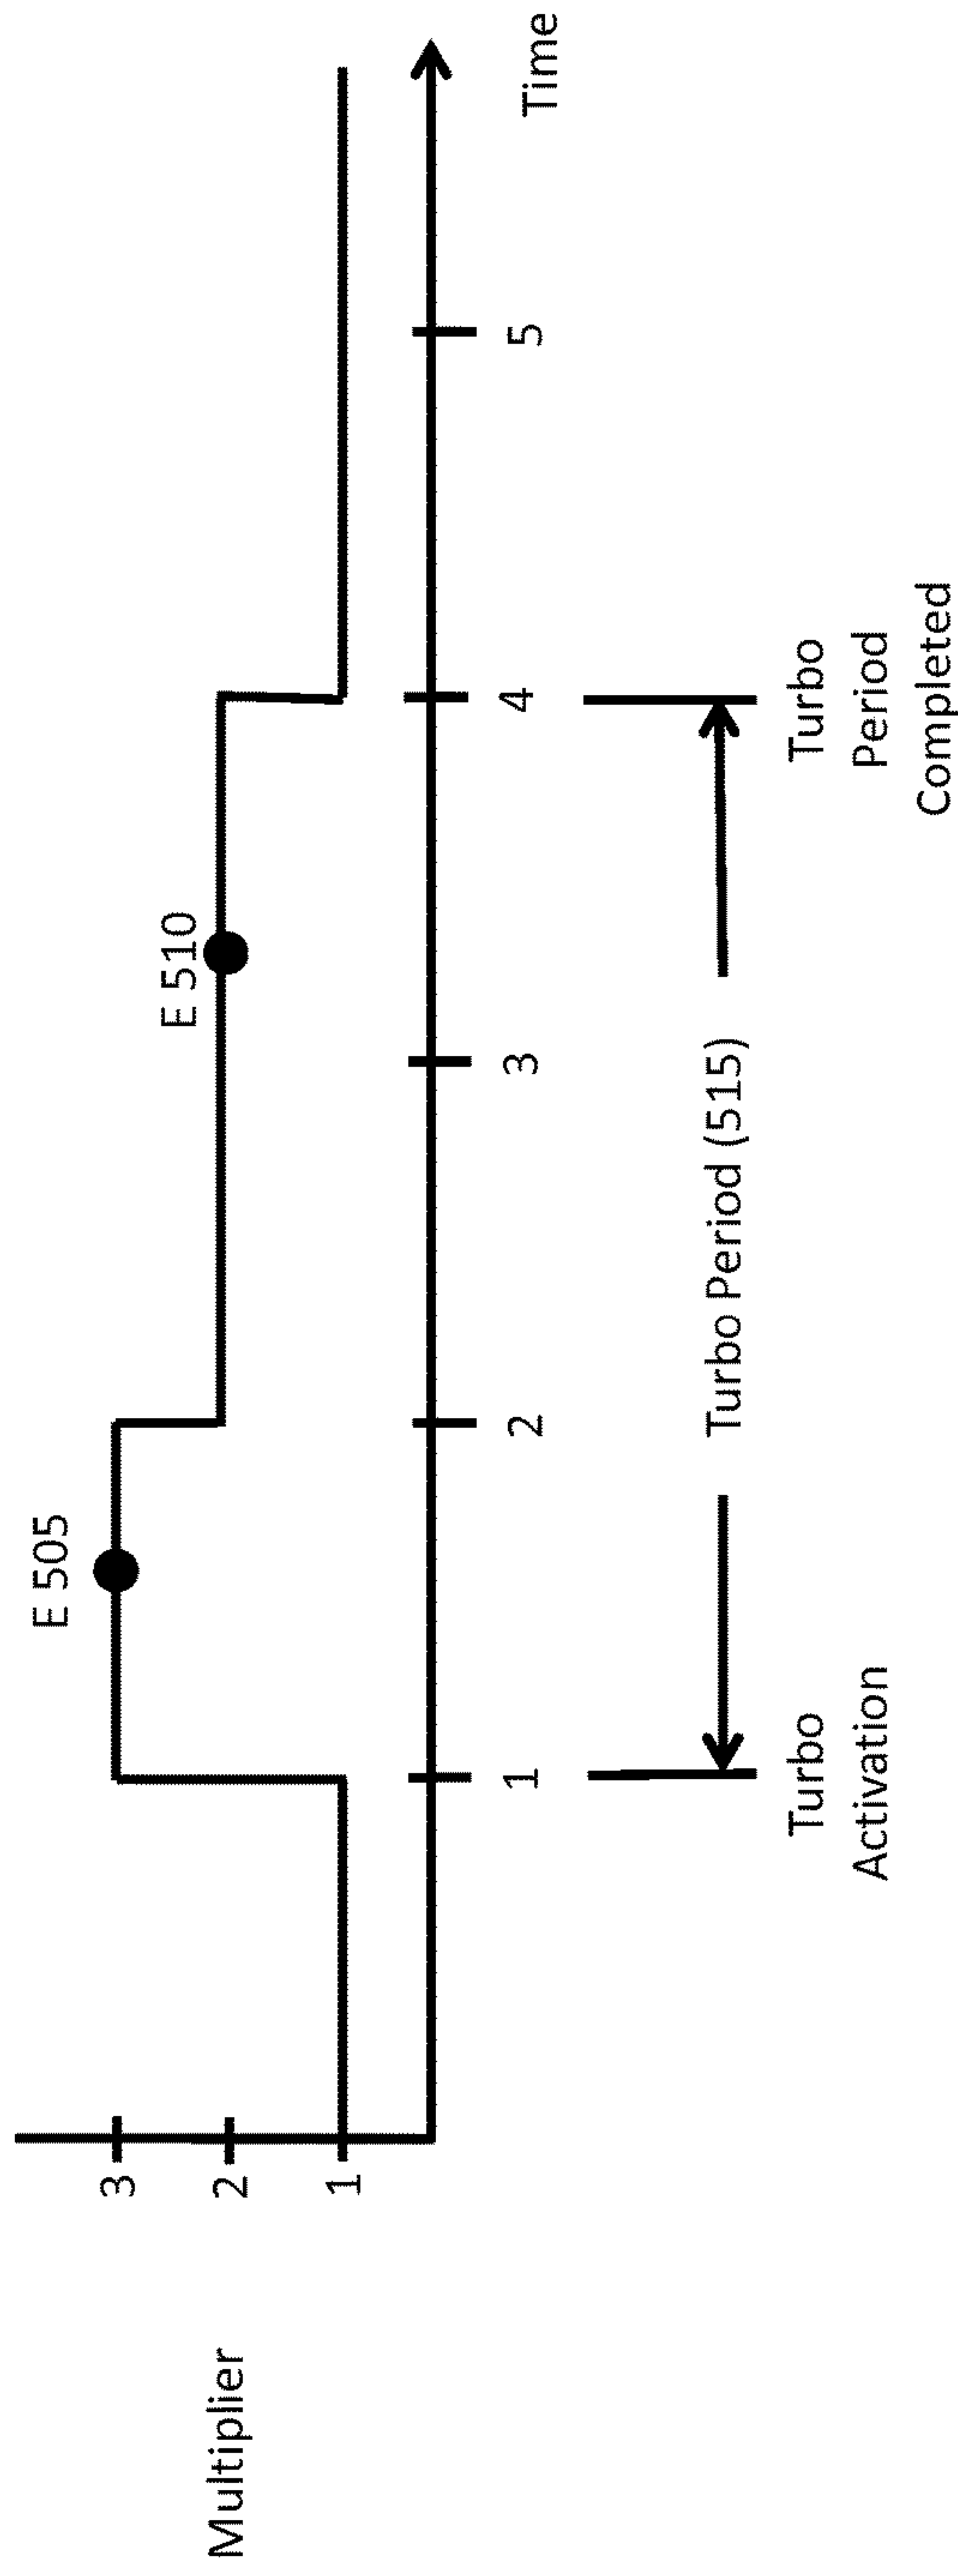 Multiplier
3
2
1
E 505
E 510
1
2
3
4
5
Time
Turbo Period (515)
Turbo
Activation
Turbo
Period
Completed